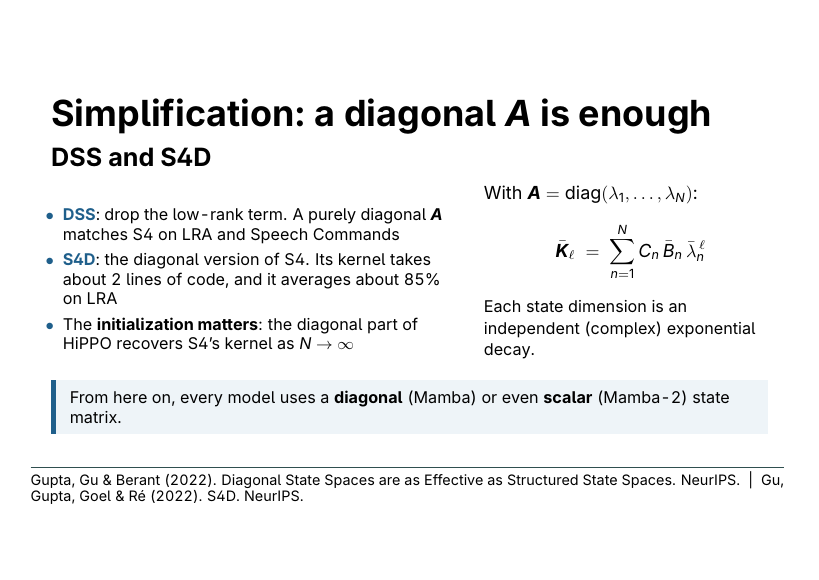 Simplification: a diagonal A is enough
DSS and S4D
• DSS: drop the low-rank term. A purely diagonal A
matches S4 on LRA and Speech Commands
• S4D: the diagonal version of S4. Its kernel takes
about 2 lines of code, and it averages about 85%
on LRA
• The initialization matters: the diagonal part of
HiPPO recovers S4’s kernel as N → ∞
With A = diag(λ₁, . . . , λ_N):
K̄_ℓ = ∑_{n=1}^{N} C_n B̄_n λ̄_n^ℓ
Each state dimension is an
independent (complex) exponential
decay.
From here on, every model uses a diagonal (Mamba) or even scalar (Mamba-2) state
matrix.
Gupta, Gu & Berant (2022). Diagonal State Spaces are as Effective as Structured State Spaces. NeurIPS. | Gu,
Gupta, Goel & Ré (2022). S4D. NeurIPS.